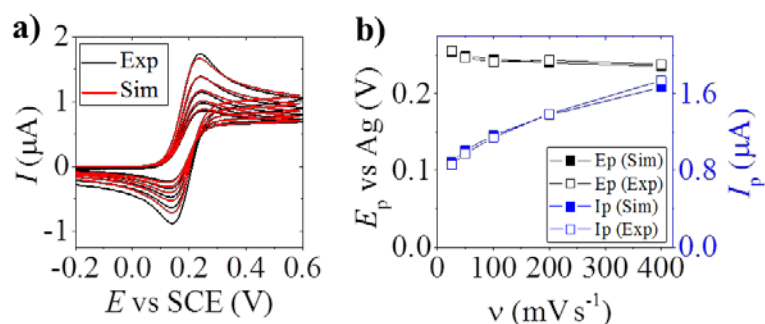 a)
Exp
Sim
I (μA)
2
1
0
-1
-0.2 0.0 0.2 0.4 0.6
E vs SCE (V)
b)
E_p vs Ag (V)
0.2
0.1
0.0
Ep (Sim)
Ep (Exp)
Ip (Sim)
Ip (Exp)
1.6
0.8
0.0
I_p (μA)
0 100 200 300 400
ν (mV s⁻¹)